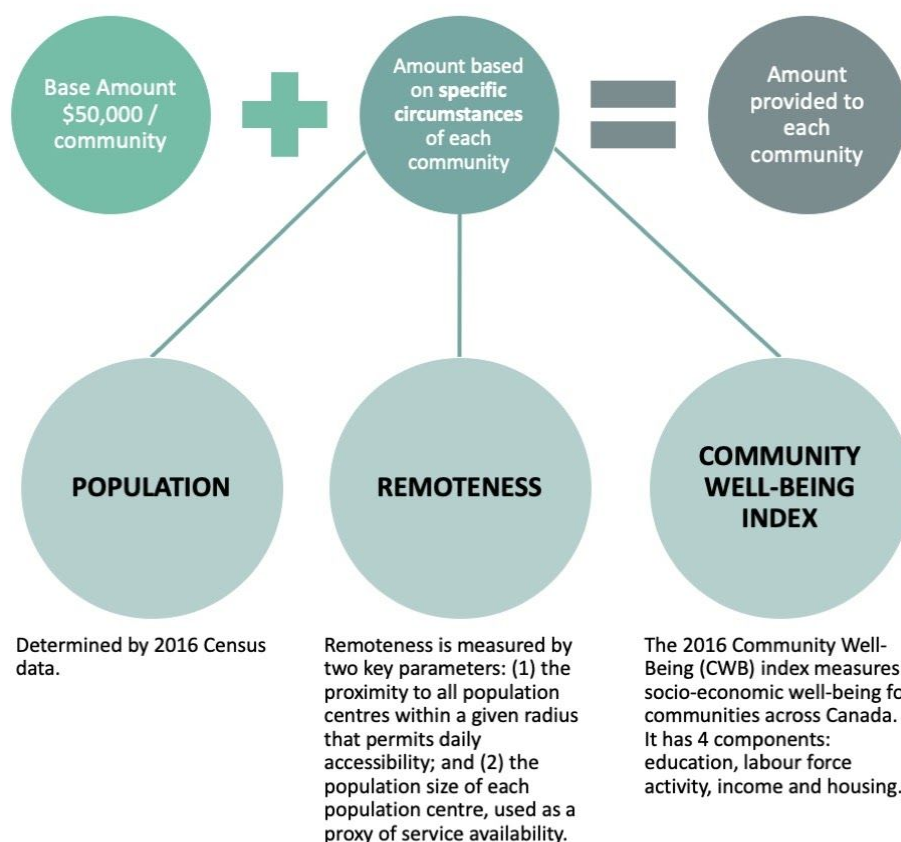 Base Amount
$50,000 /
community
Amount based
on specific
circumstances
of each
community
Amount
provided to
each
community
POPULATION
REMOTENESS
COMMUNITY
WELL-BEING
INDEX
Determined by 2016 Census
data.
Remoteness is measured by
two key parameters: (1) the
proximity to all population
centres within a given radius
that permits daily
accessibility; and (2) the
population size of each
population centre, used as a
proxy of service availability.
The 2016 Community Well-
Being (CWB) index measures
socio-economic well-being fo
communities across Canada.
It has 4 components:
education, labour force
activity, income and housing.